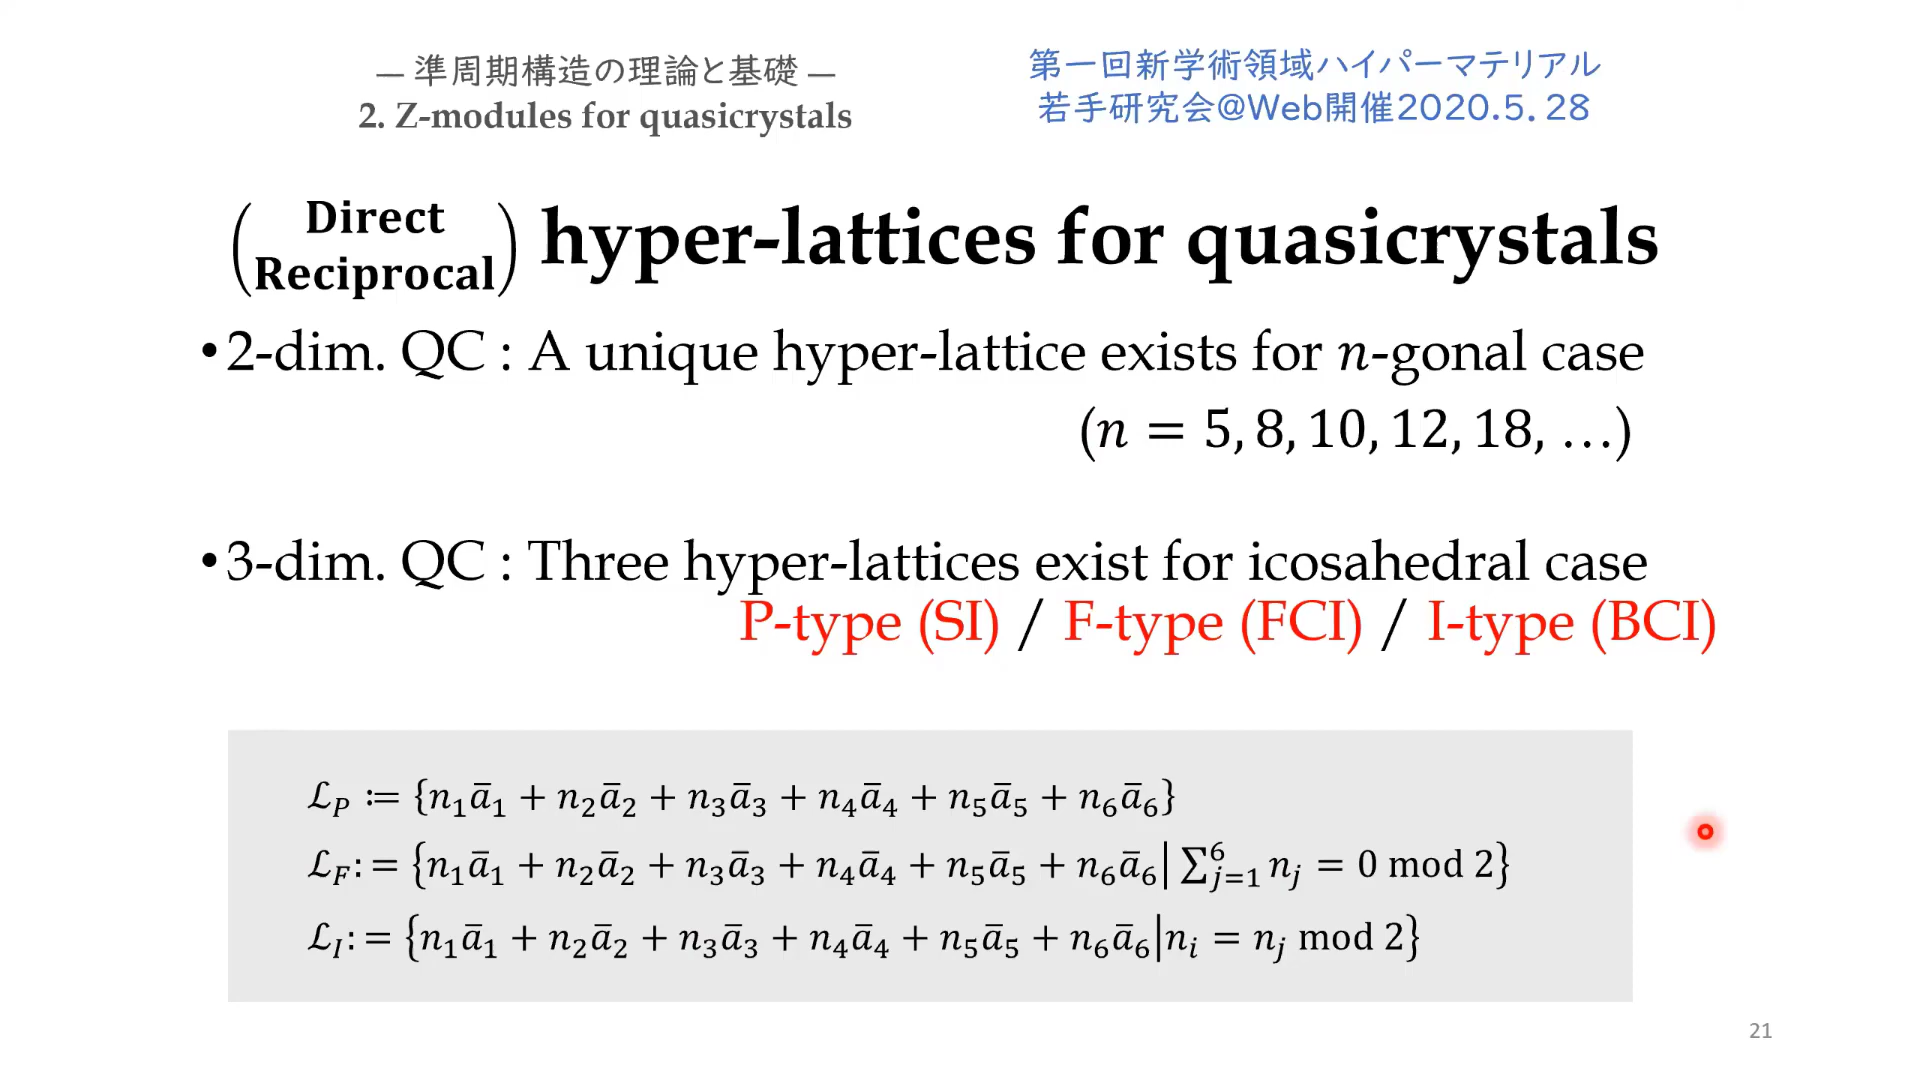 — 準周期構造の理論と基礎 —
2. Z-modules for quasicrystals
第一回新学術領域ハイパーマテリアル
若手研究会@Web開催2020.5.28
(Direct
Reciprocal) hyper-lattices for quasicrystals
•2-dim. QC : A unique hyper-lattice exists for n-gonal case
(n = 5, 8, 10, 12, 18, …)
•3-dim. QC : Three hyper-lattices exist for icosahedral case
P-type (SI) / F-type (FCI) / I-type (BCI)
ℒ_P ≔ {n₁ā₁ + n₂ā₂ + n₃ā₃ + n₄ā₄ + n₅ā₅ + n₆ā₆}
ℒ_F: = {n₁ā₁ + n₂ā₂ + n₃ā₃ + n₄ā₄ + n₅ā₅ + n₆ā₆| ∑⁶ⱼ₌₁ nⱼ = 0 mod 2}
ℒ_I: = {n₁ā₁ + n₂ā₂ + n₃ā₃ + n₄ā₄ + n₅ā₅ + n₆ā₆|nᵢ = nⱼ mod 2}
21